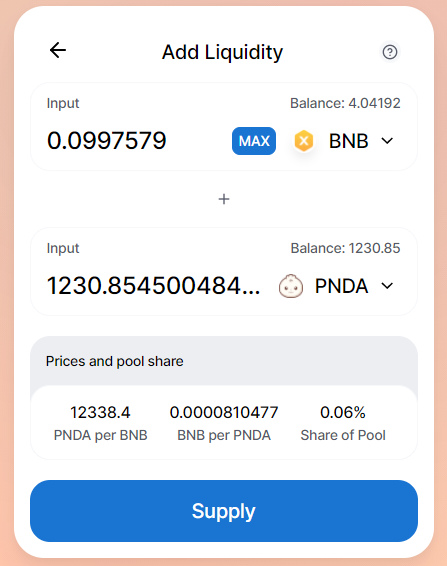 Add Liquidity
Input Balance: 4.04192
0.0997579 MAX BNB
+
Input Balance: 1230.85
1230.854500484... PNDA
Prices and pool share
12338.4 0.0000810477 0.06%
PNDA per BNB BNB per PNDA Share of Pool
Supply